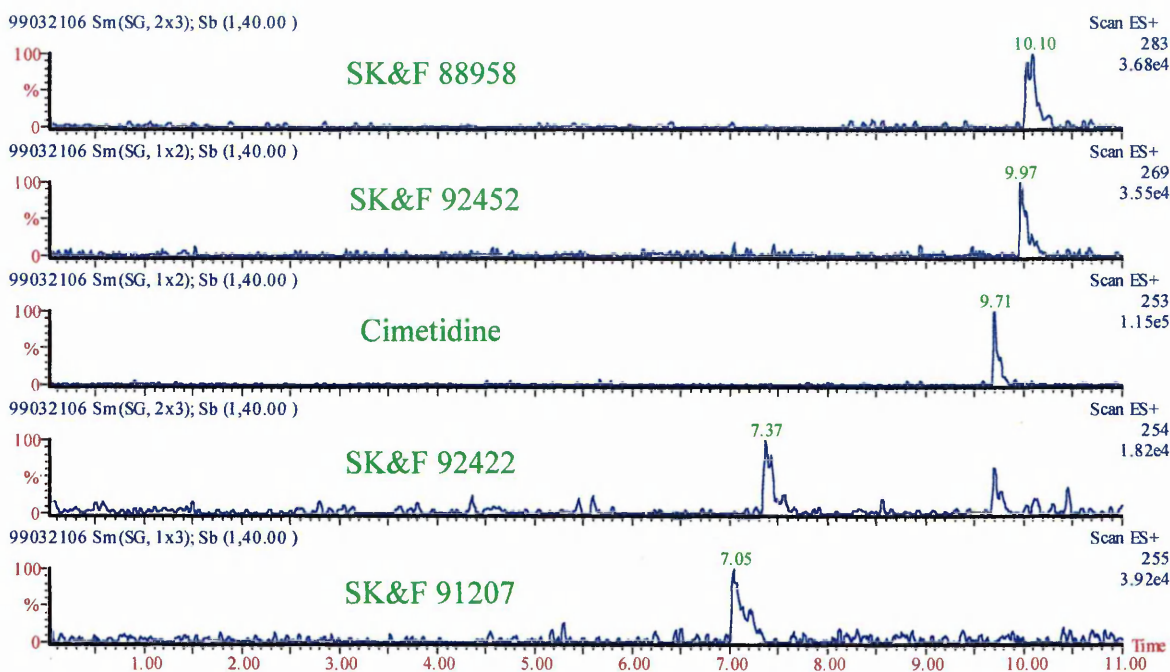 99032106 Sm (SG, 2x3); Sb (1,40.00 )
Scan ES+
283
3.68e4
10.10
SK&F 88958
100
%
0
99032106 Sm (SG, 1x2); Sb (1,40.00 )
Scan ES+
269
3.55e4
9.97
SK&F 92452
100
%
0
99032106 Sm (SG, 1x2); Sb (1,40.00 )
Scan ES+
253
1.15e5
9.71
Cimetidine
100
%
0
99032106 Sm (SG, 2x3); Sb (1,40.00 )
Scan ES+
254
1.82e4
7.37
SK&F 92422
100
%
0
99032106 Sm (SG, 1x3); Sb (1,40.00 )
Scan ES+
255
3.92e4
7.05
SK&F 91207
100
%
0
Time
1.00 2.00 3.00 4.00 5.00 6.00 7.00 8.00 9.00 10.00 11.00